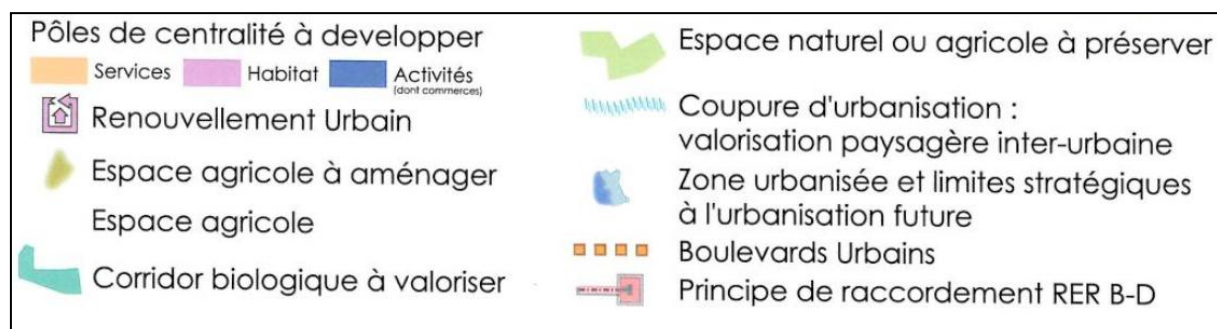 Pôles de centralité à developper
Services Habitat Activités
(dont commerces)
Renouvellement Urbain
Espace agricole à aménager
Espace agricole
Corridor biologique à valoriser
Espace naturel ou agricole à préserver
Coupure d'urbanisation :
valorisation paysagère inter-urbaine
Zone urbanisée et limites stratégiques
à l'urbanisation future
Boulevards Urbains
Principe de raccordement RER B-D